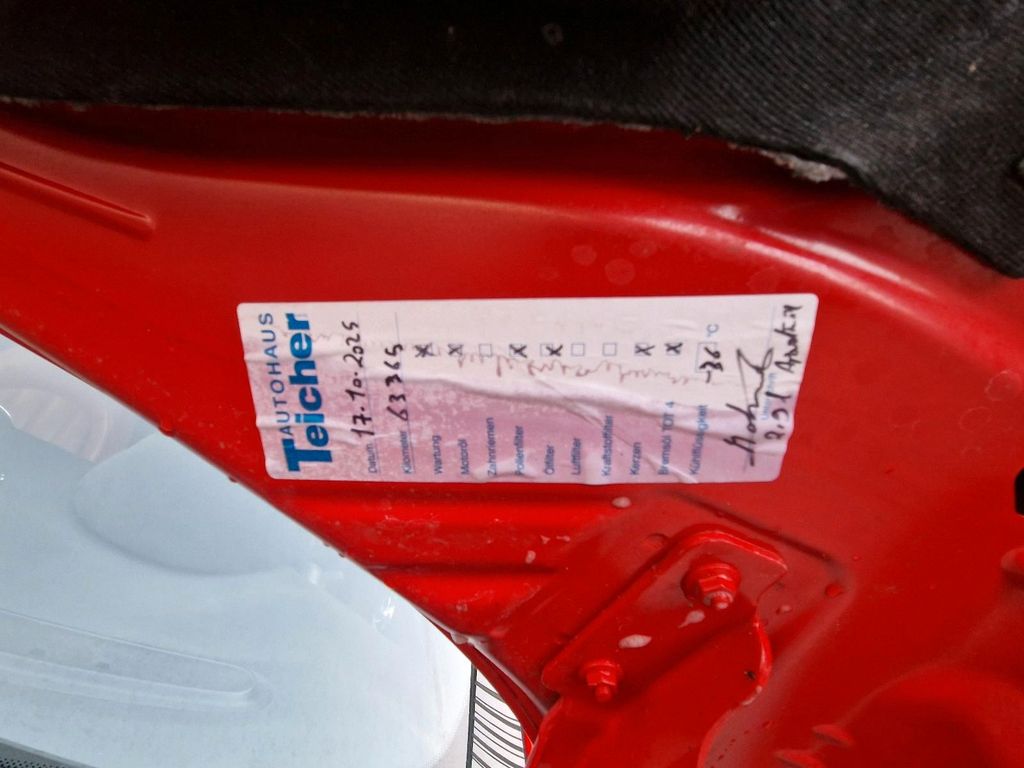 AUTOHAUS
Teicher
Datum 17.10.2025
Kilometer 63365
Wartung x
Motoröl x
Zahnriemen
Pollenfilter x
Ölfilter x
Luftfilter
Kraftstofffilter
Kerzen x
Bremsöl DOT 4 x
Kühlflüssigkeit -36 °C